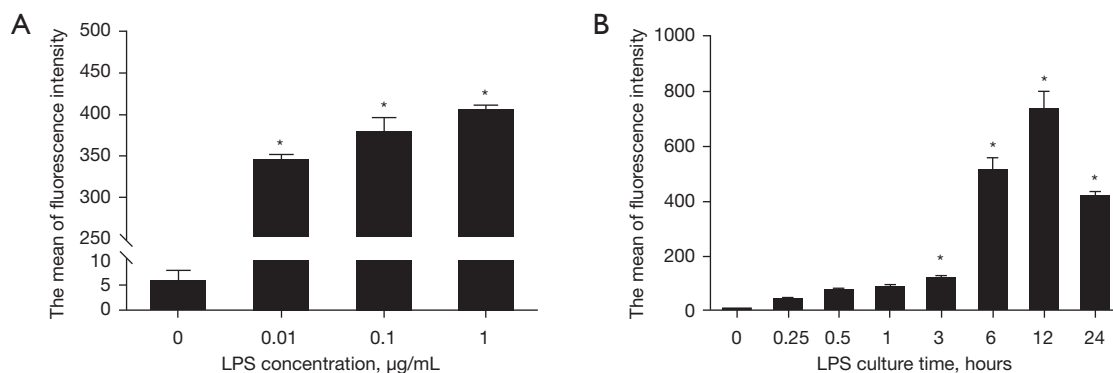 A
The mean of fluorescence intensity
500
450
400
350
300
250
10
5
0
*
*
*
0 0.01 0.1 1
LPS concentration, μg/mL
B
The mean of fluorescence intensity
1000
800
600
400
200
0
*
*
*
*
0 0.25 0.5 1 3 6 12 24
LPS culture time, hours